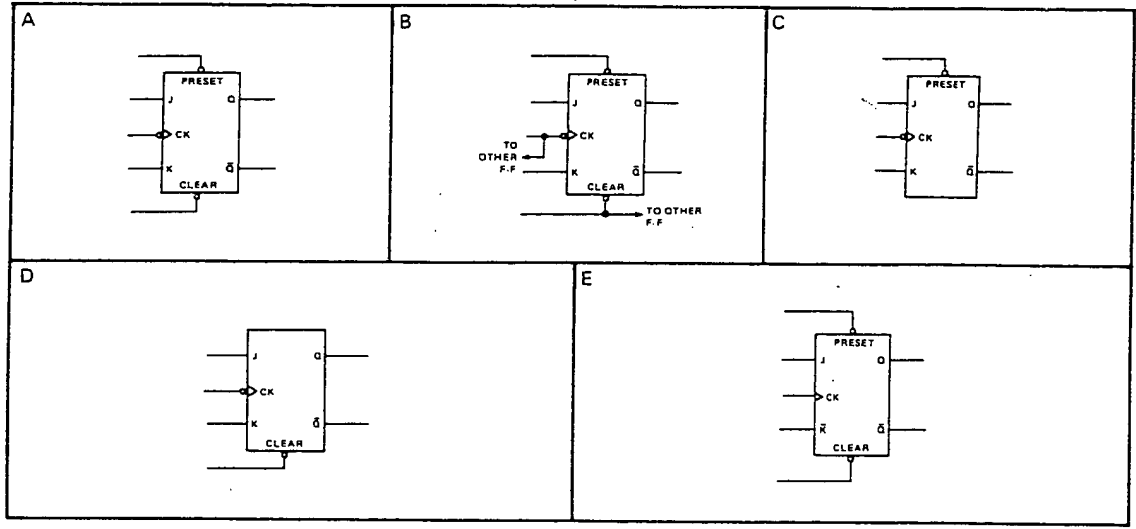 A
PRESET
J Q
CK
K Q̄
CLEAR
B
PRESET
J Q
CK
TO
OTHER
F-F
K Q̄
CLEAR
TO OTHER
F-F
C
PRESET
J Q
CK
K Q̄
D
J Q
CK
K Q̄
CLEAR
E
PRESET
J Q
CK
K̄ Q̄
CLEAR